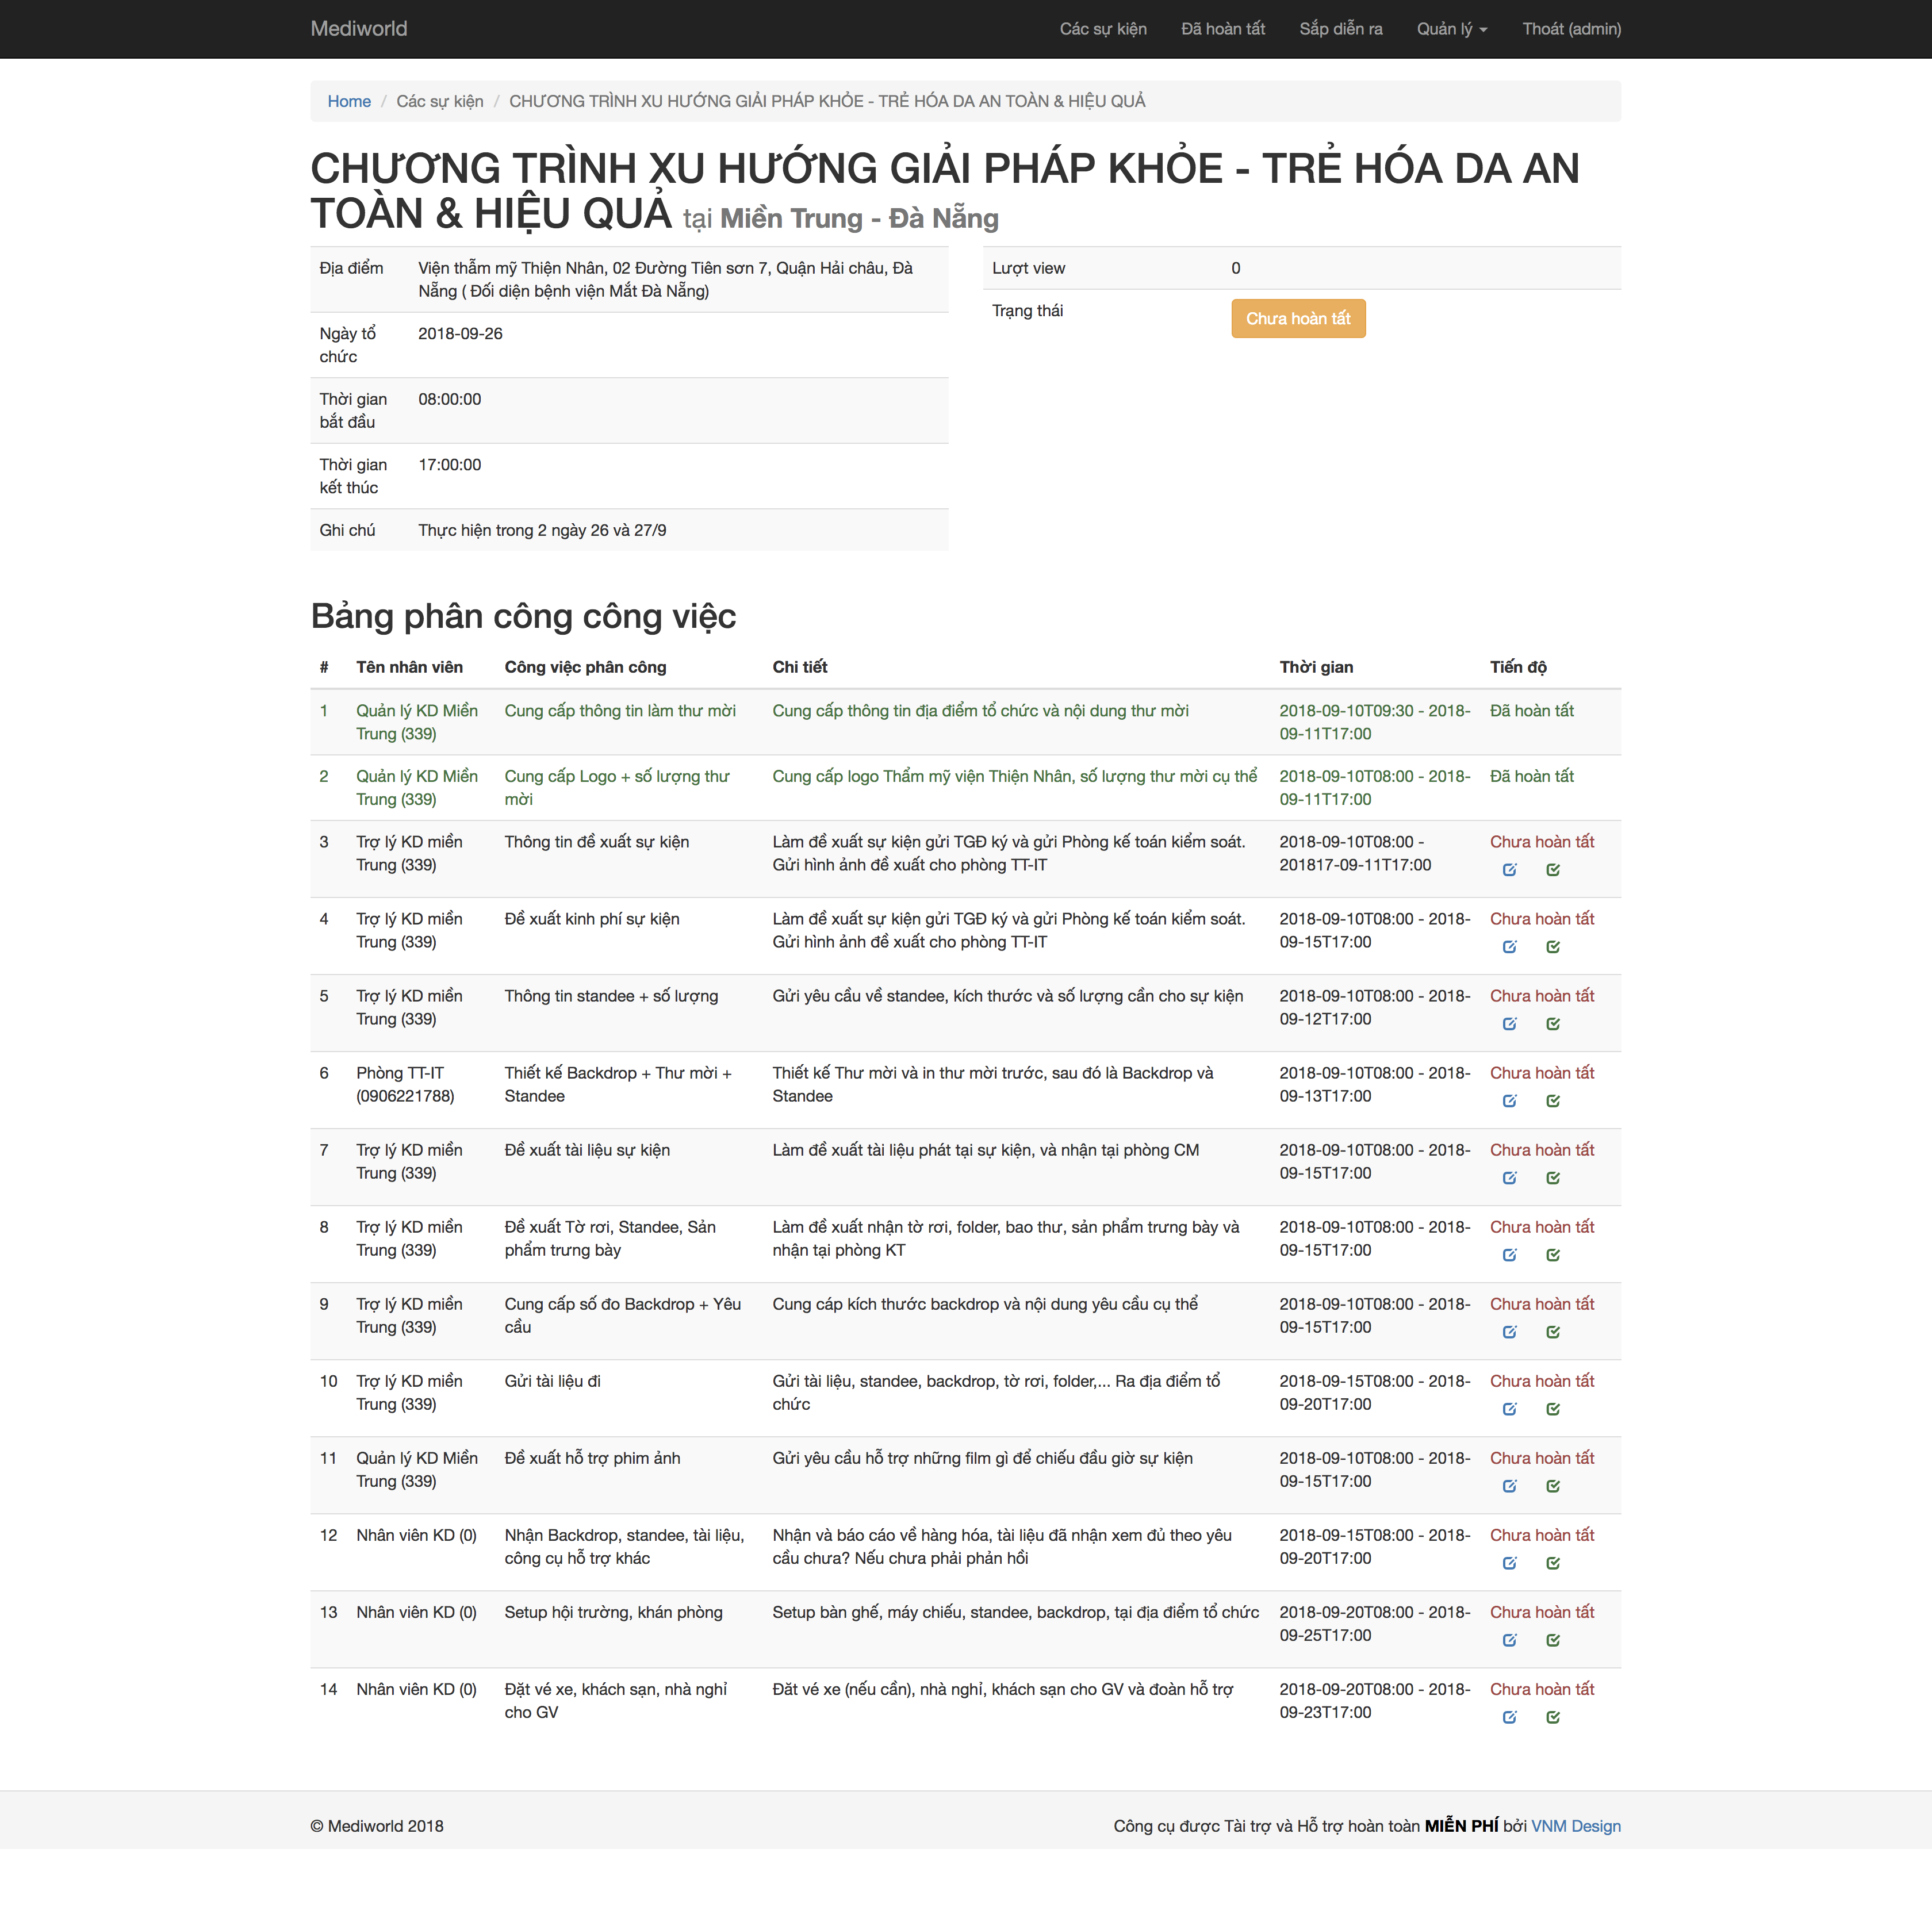 Mediworld
Các sự kiện
Đã hoàn tất
Sắp diễn ra
Quản lý
Thoát (admin)
Home / Các sự kiện / CHƯƠNG TRÌNH XU HƯỚNG GIẢI PHÁP KHỎE - TRẺ HÓA DA AN TOÀN & HIỆU QUẢ
CHƯƠNG TRÌNH XU HƯỚNG GIẢI PHÁP KHỎE - TRẺ HÓA DA AN
TOÀN & HIỆU QUẢ tại Miền Trung - Đà Nẵng
Địa điểm
Viện thẫm mỹ Thiện Nhân, 02 Đường Tiên sơn 7, Quận Hải châu, Đà
Nẵng ( Đối diện bệnh viện Mắt Đà Nẵng)
Ngày tổ
chức
2018-09-26
Thời gian
bắt đầu
08:00:00
Thời gian
kết thúc
17:00:00
Ghi chú
Thực hiện trong 2 ngày 26 và 27/9
Lượt view
0
Trạng thái
Chưa hoàn tất
Bảng phân công công việc
# Tên nhân viên Công việc phân công Chi tiết Thời gian Tiến độ
1 Quản lý KD Miền Cung cấp thông tin làm thư mời Cung cấp thông tin địa điểm tổ chức và nội dung thư mời 2018-09-10T09:30 - 2018- Đã hoàn tất
Trung (339) 09-11T17:00
2 Quản lý KD Miền Cung cấp Logo + số lượng thư Cung cấp logo Thẩm mỹ viện Thiện Nhân, số lượng thư mời cụ thể 2018-09-10T08:00 - 2018- Đã hoàn tất
Trung (339) mời 09-11T17:00
3 Trợ lý KD miền Thông tin đề xuất sự kiện Làm đề xuất sự kiện gửi TGĐ ký và gửi Phòng kế toán kiểm soát. 2018-09-10T08:00 - Chưa hoàn tất
Trung (339) Gửi hình ảnh đề xuất cho phòng TT-IT 201817-09-11T17:00
4 Trợ lý KD miền Đề xuất kinh phí sự kiện Làm đề xuất sự kiện gửi TGĐ ký và gửi Phòng kế toán kiểm soát. 2018-09-10T08:00 - 2018- Chưa hoàn tất
Trung (339) Gửi hình ảnh đề xuất cho phòng TT-IT 09-15T17:00
5 Trợ lý KD miền Thông tin standee + số lượng Gửi yêu cầu về standee, kích thước và số lượng cần cho sự kiện 2018-09-10T08:00 - 2018- Chưa hoàn tất
Trung (339) 09-12T17:00
6 Phòng TT-IT Thiết kế Backdrop + Thư mời + Thiết kế Thư mời và in thư mời trước, sau đó là Backdrop và 2018-09-10T08:00 - 2018- Chưa hoàn tất
(0906221788) Standee Standee 09-13T17:00
7 Trợ lý KD miền Đề xuất tài liệu sự kiện Làm đề xuất tài liệu phát tại sự kiện, và nhận tại phòng CM 2018-09-10T08:00 - 2018- Chưa hoàn tất
Trung (339) 09-15T17:00
8 Trợ lý KD miền Đề xuất Tờ rơi, Standee, Sản Làm đề xuất nhận tờ rơi, folder, bao thư, sản phẩm trưng bày và 2018-09-10T08:00 - 2018- Chưa hoàn tất
Trung (339) phẩm trưng bày nhận tại phòng KT 09-15T17:00
9 Trợ lý KD miền Cung cấp số đo Backdrop + Yêu Cung cáp kích thước backdrop và nội dung yêu cầu cụ thể 2018-09-10T08:00 - 2018- Chưa hoàn tất
Trung (339) cầu 09-15T17:00
10 Trợ lý KD miền Gửi tài liệu đi Gửi tài liệu, standee, backdrop, tờ rơi, folder,... Ra địa điểm tổ 2018-09-15T08:00 - 2018- Chưa hoàn tất
Trung (339) chức 09-20T17:00
11 Quản lý KD Miền Đề xuất hỗ trợ phim ảnh Gửi yêu cầu hỗ trợ những film gì để chiếu đầu giờ sự kiện 2018-09-10T08:00 - 2018- Chưa hoàn tất
Trung (339) 09-15T17:00
12 Nhân viên KD (0) Nhận Backdrop, standee, tài liệu, Nhận và báo cáo về hàng hóa, tài liệu đã nhận xem đủ theo yêu 2018-09-15T08:00 - 2018- Chưa hoàn tất
công cụ hỗ trợ khác cầu chưa? Nếu chưa phải phản hồi 09-20T17:00
13 Nhân viên KD (0) Setup hội trường, khán phòng Setup bàn ghế, máy chiếu, standee, backdrop, tại địa điểm tổ chức 2018-09-20T08:00 - 2018- Chưa hoàn tất
09-25T17:00
14 Nhân viên KD (0) Đặt vé xe, khách sạn, nhà nghỉ Đăt vé xe (nếu cần), nhà nghỉ, khách sạn cho GV và đoàn hỗ trợ 2018-09-20T08:00 - 2018- Chưa hoàn tất
cho GV 09-23T17:00
© Mediworld 2018
Công cụ được Tài trợ và Hỗ trợ hoàn toàn MIỄN PHÍ bởi VNM Design